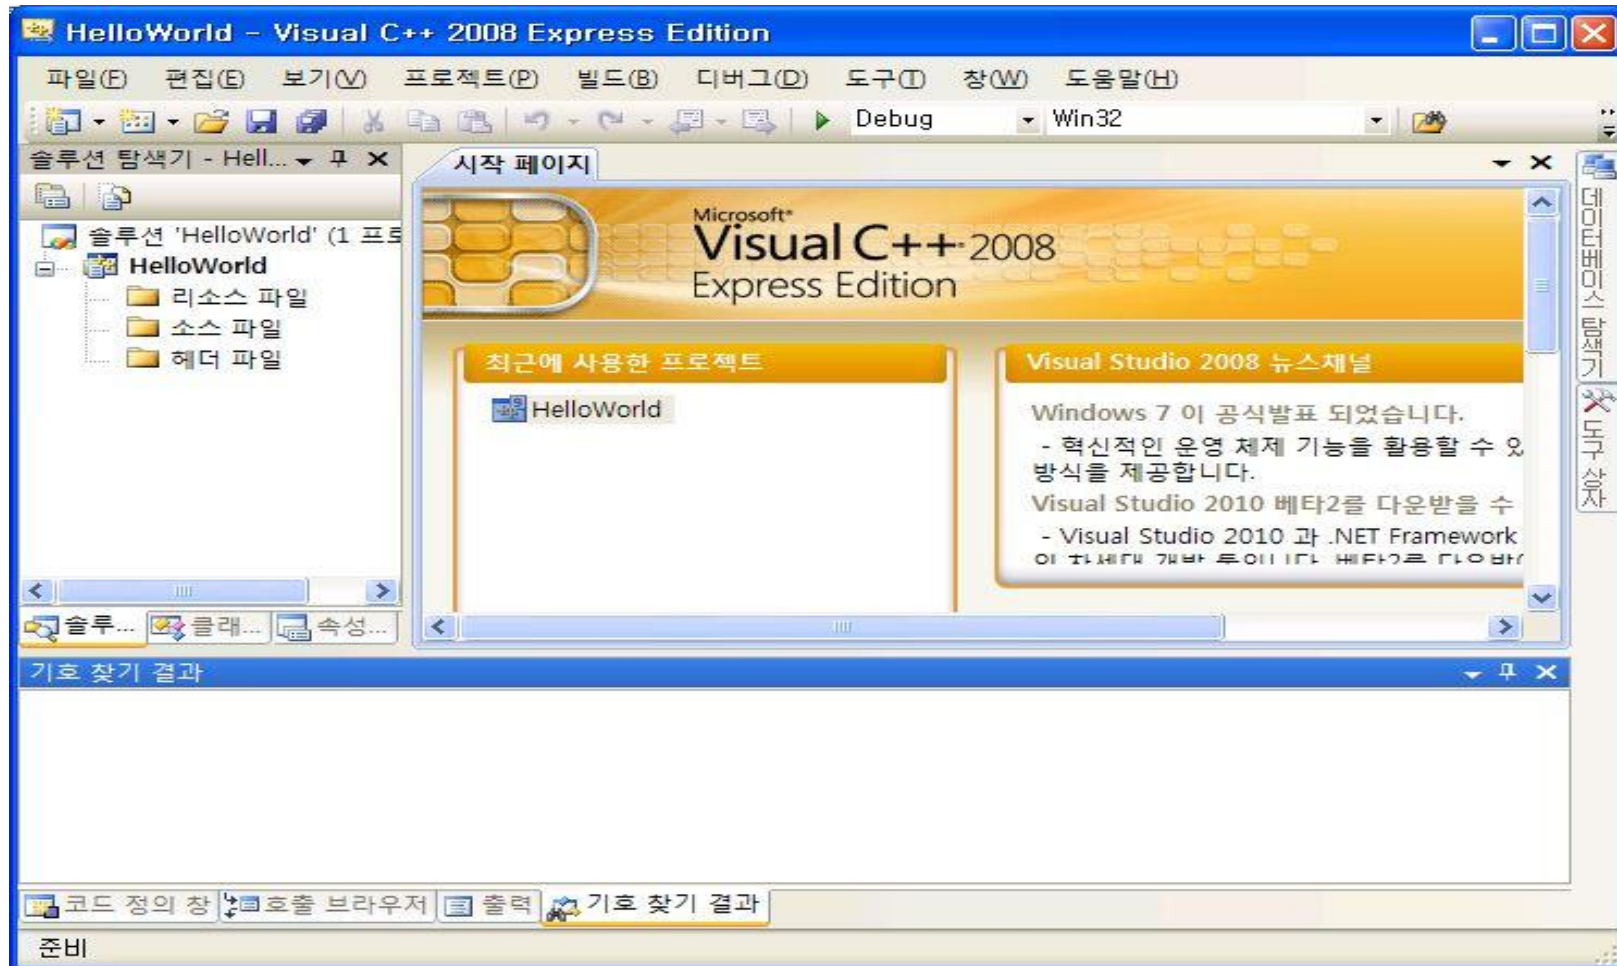 HelloWorld - Visual C++ 2008 Express Edition
파일(F) 편집(E) 보기(V) 프로젝트(P) 빌드(B) 디버그(D) 도구(T) 창(W) 도움말(H)
Debug Win32
솔루션 탐색기 - Hell...
솔루션 'HelloWorld' (1 프로
HelloWorld
리소스 파일
소스 파일
헤더 파일
솔루... 클래... 속성...
시작 페이지
Microsoft
Visual C++ 2008
Express Edition
최근에 사용한 프로젝트
HelloWorld
Visual Studio 2008 뉴스채널
Windows 7 이 공식발표 되었습니다.
- 혁신적인 운영 체제 기능을 활용할 수 있
방식을 제공합니다.
Visual Studio 2010 베타2를 다운받을 수
- Visual Studio 2010 과 .NET Framework
데이터베이스 탐색기
도구 상자
기호 찾기 결과
코드 정의 창 호출 브라우저 출력 기호 찾기 결과
준비